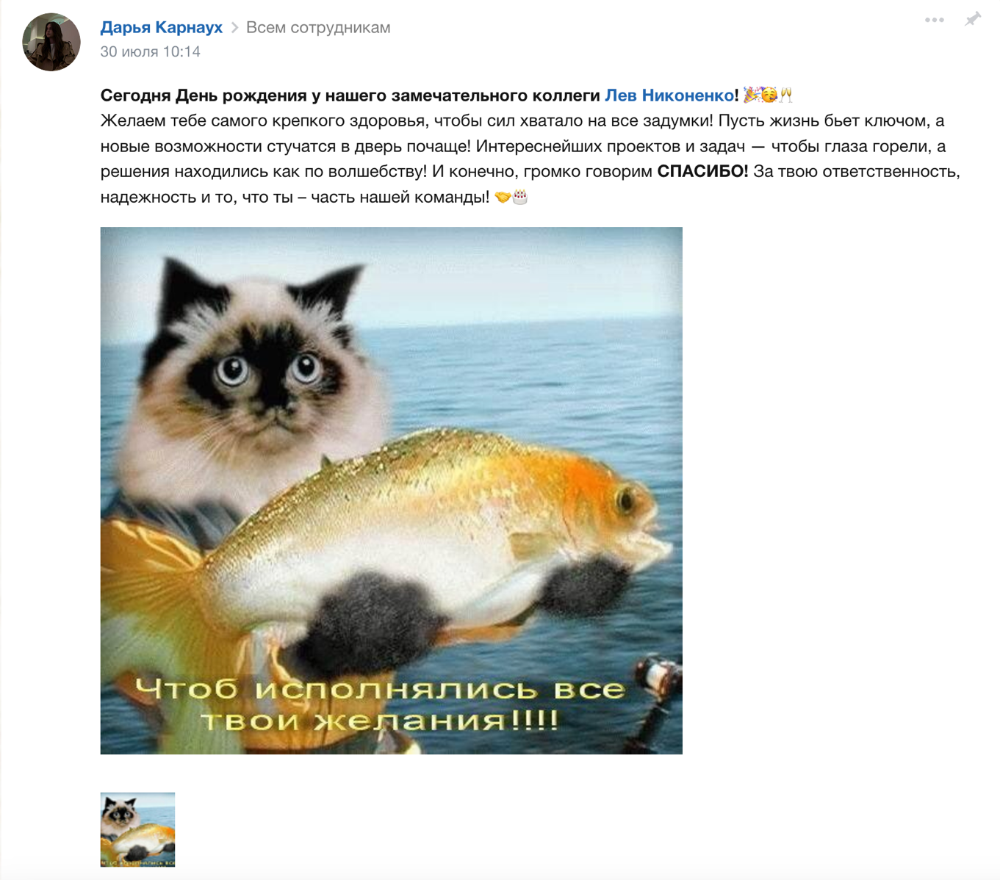 Дарья Карнаух > Всем сотрудникам
30 июля 10:14
Сегодня День рождения у нашего замечательного коллеги Лев Никоненко! 🎉🥳🥂
Желаем тебе самого крепкого здоровья, чтобы сил хватало на все задумки! Пусть жизнь бьет ключом, а
новые возможности стучатся в дверь почаще! Интереснейших проектов и задач — чтобы глаза горели, а
решения находились как по волшебству! И конечно, громко говорим СПАСИБО! За твою ответственность,
надежность и то, что ты – часть нашей команды! 🤝🎂
Чтоб исполнялись все
твои желания!!!!